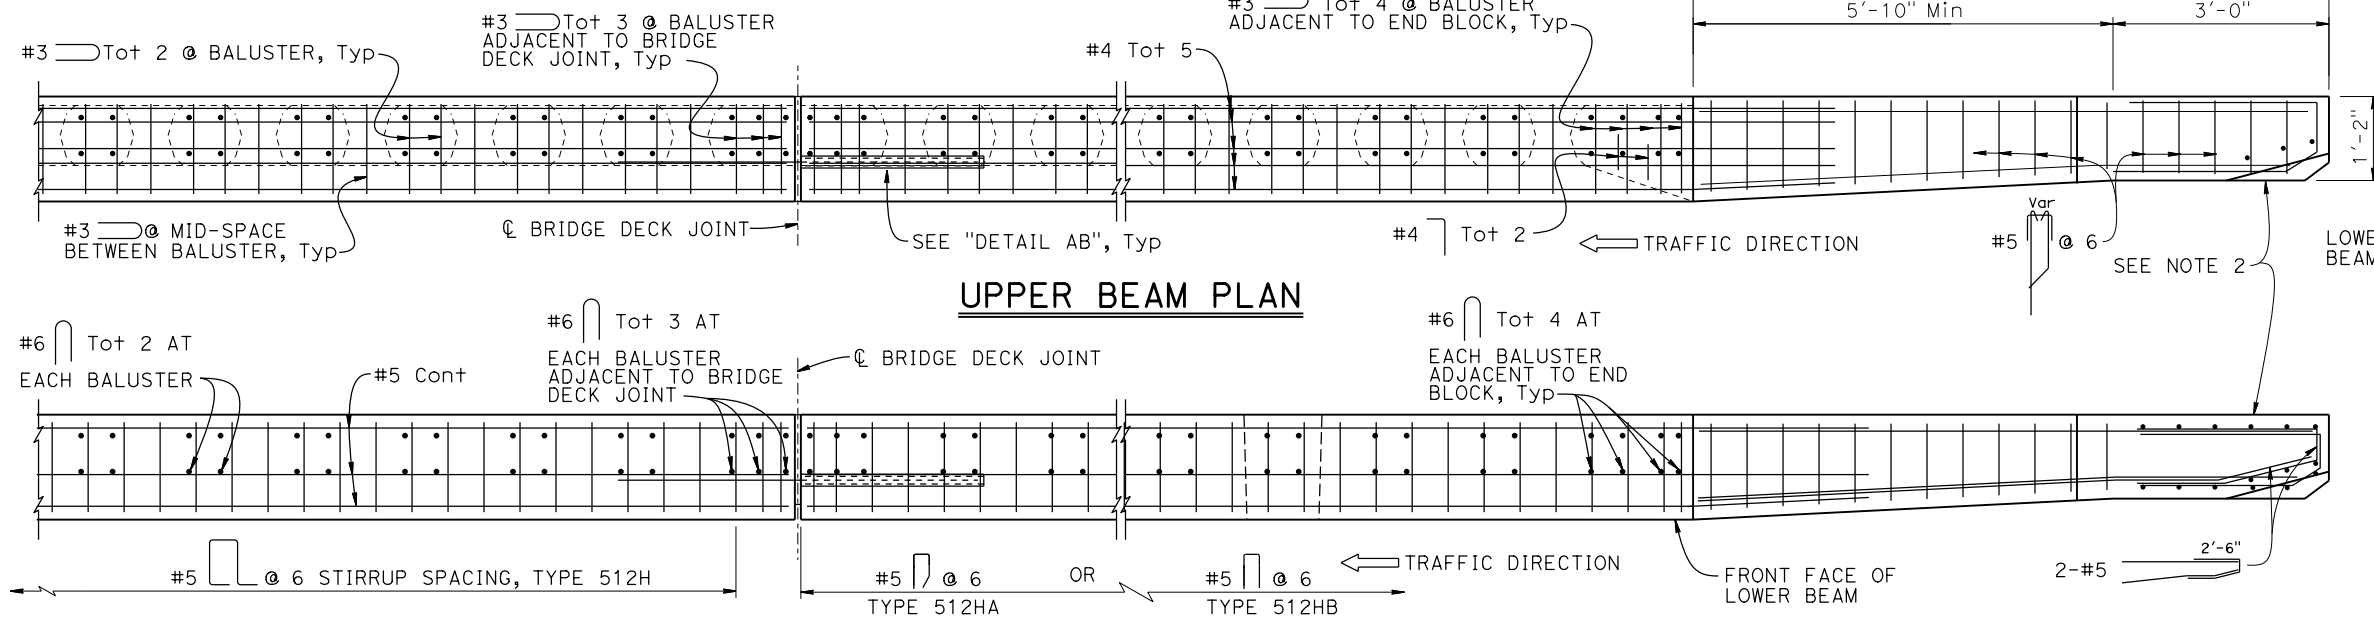 #3 Tot 2 @ BALUSTER, Typ
#3 Tot 3 @ BALUSTER
ADJACENT TO BRIDGE
DECK JOINT, Typ
#4 Tot 5
#3 Tot 4 @ BALUSTER
ADJACENT TO END BLOCK, Typ
5'-10" Min
3'-0"
1'-2"
#3 @ MID-SPACE
BETWEEN BALUSTER, Typ
℄ BRIDGE DECK JOINT
SEE "DETAIL AB", Typ
#4 Tot 2
TRAFFIC DIRECTION
Var
#5 @ 6
SEE NOTE 2
LOWE
BEAM
UPPER BEAM PLAN
#6 Tot 2 AT
EACH BALUSTER
#5 Cont
#6 Tot 3 AT
EACH BALUSTER
ADJACENT TO BRIDGE
DECK JOINT
℄ BRIDGE DECK JOINT
#6 Tot 4 AT
EACH BALUSTER
ADJACENT TO END
BLOCK, Typ
#5 @ 6 STIRRUP SPACING, TYPE 512H
#5 @ 6
TYPE 512HA
OR
#5 @ 6
TYPE 512HB
TRAFFIC DIRECTION
FRONT FACE OF
LOWER BEAM
2-#5
2'-6"